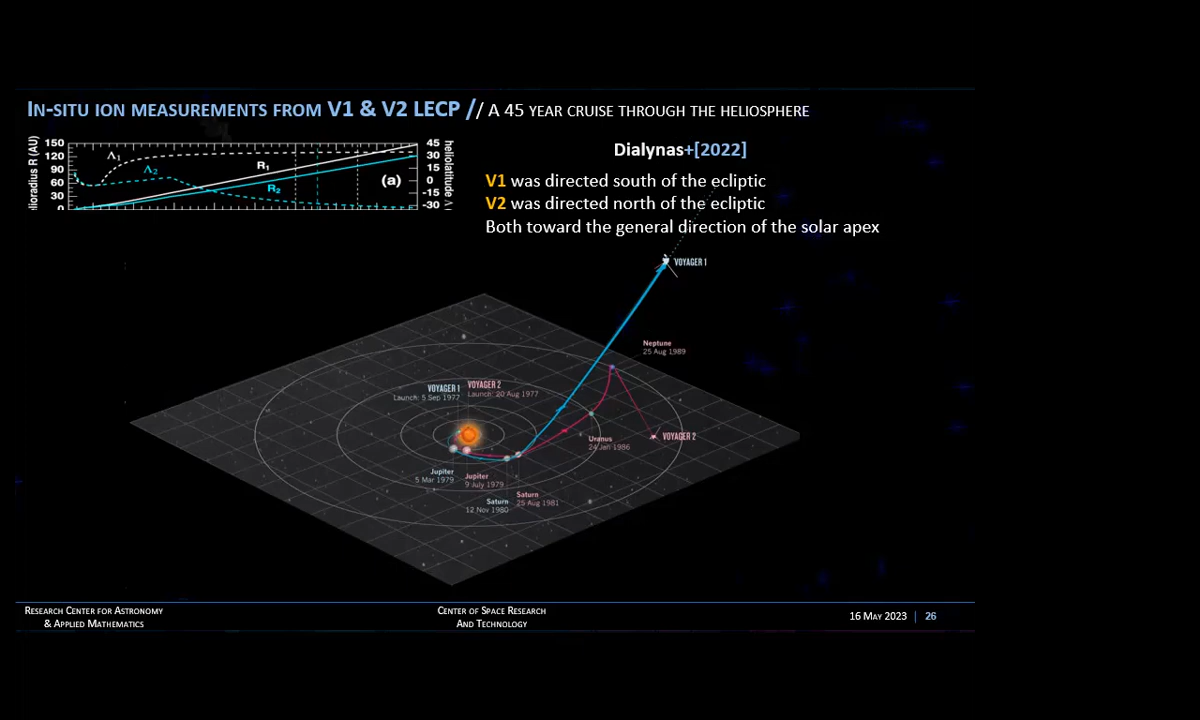 IN-SITU ION MEASUREMENTS FROM V1 & V2 LECP // A 45 YEAR CRUISE THROUGH THE HELIOSPHERE
Dialynas+[2022]
V1 was directed south of the ecliptic
V2 was directed north of the ecliptic
Both toward the general direction of the solar apex
150
120
90
60
30
0
Λ1
Λ2
R1
R2
(a)
45
30
15
0
-15
-30
VOYAGER 1
Neptune
25 Aug 1989
VOYAGER 1
Launch: 5 Sep 1977
VOYAGER 2
Launch: 20 Aug 1977
VOYAGER 2
Uranus
24 Jan 1986
Jupiter
5 Mar 1979
Jupiter
9 July 1979
Saturn
12 Nov 1980
Saturn
25 Aug 1981
RESEARCH CENTER FOR ASTRONOMY
& APPLIED MATHEMATICS
CENTER OF SPACE RESEARCH
AND TECHNOLOGY
16 MAY 2023 | 26